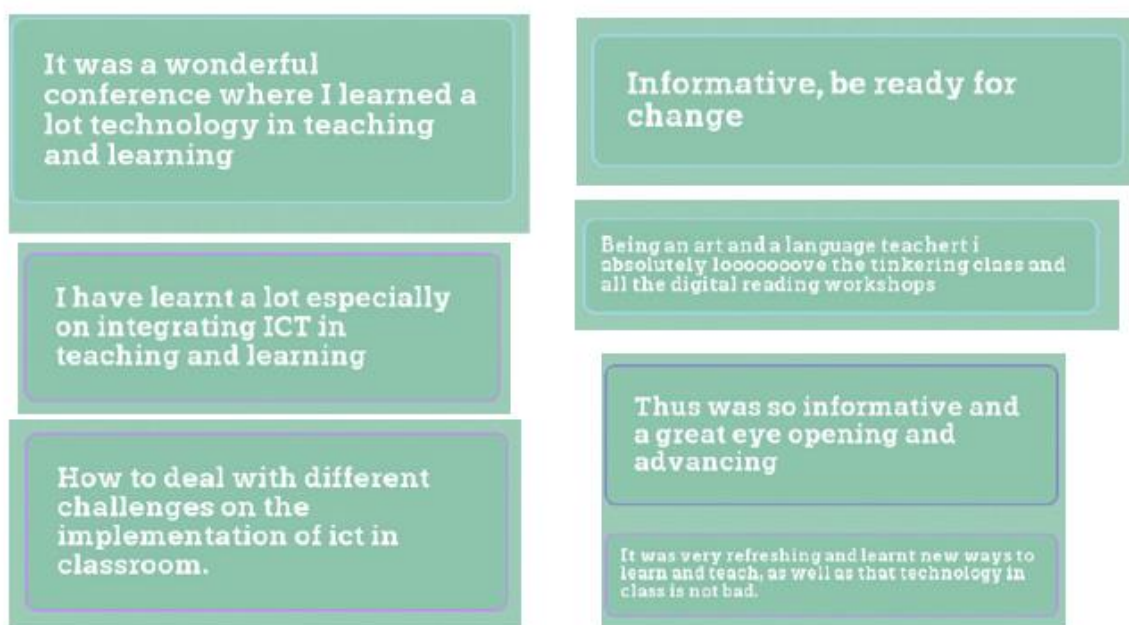 It was a wonderful
conference where I learned a
lot technology in teaching
and learning
I have learnt a lot especially
on integrating ICT in
teaching and learning
How to deal with different
challenges on the
implementation of ict in
classroom.
Informative, be ready for
change
Being an art and a language teachert i
absolutely looooooove the tinkering class and
all the digital reading workshops
Thus was so informative and
a great eye opening and
advancing
It was very refreshing and learnt new ways to
learn and teach, as well as that technology in
class is not bad.